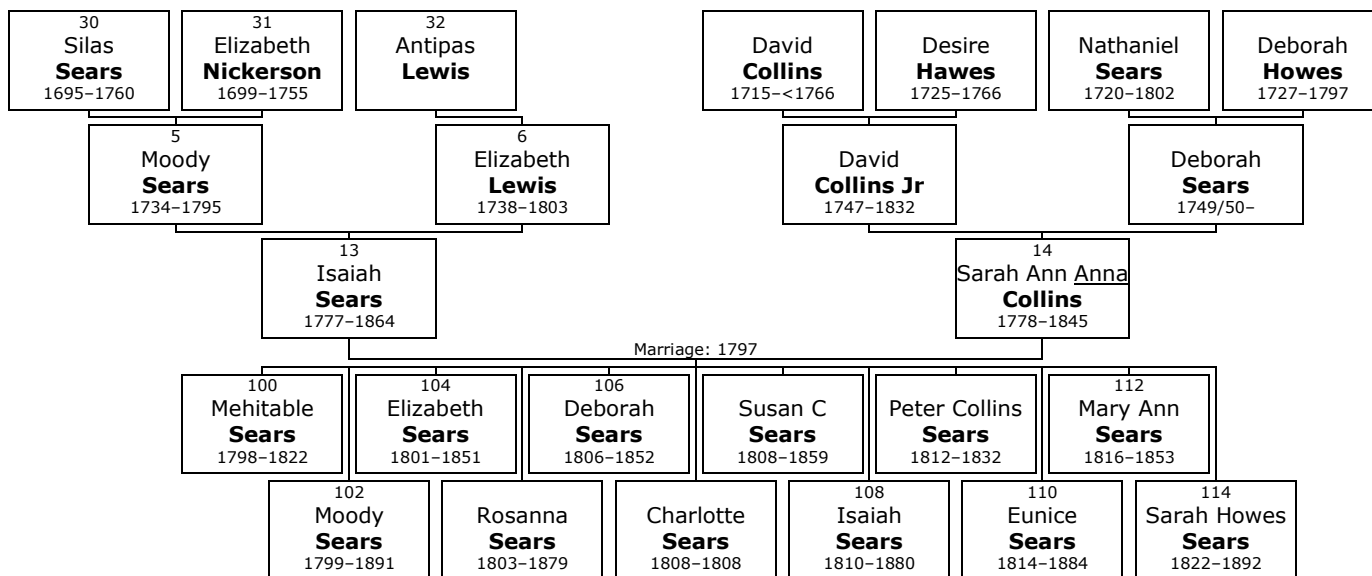 30
Silas
Sears
1695–1760
31
Elizabeth
Nickerson
1699–1755
32
Antipas
Lewis
David
Collins
1715–<1766
Desire
Hawes
1725–1766
Nathaniel
Sears
1720–1802
Deborah
Howes
1727–1797
5
Moody
Sears
1734–1795
6
Elizabeth
Lewis
1738–1803
David
Collins Jr
1747–1832
Deborah
Sears
1749/50–
13
Isaiah
Sears
1777–1864
14
Sarah Ann Anna
Collins
1778–1845
Marriage: 1797
100
Mehitable
Sears
1798–1822
104
Elizabeth
Sears
1801–1851
106
Deborah
Sears
1806–1852
Susan C
Sears
1808–1859
Peter Collins
Sears
1812–1832
112
Mary Ann
Sears
1816–1853
102
Moody
Sears
1799–1891
Rosanna
Sears
1803–1879
Charlotte
Sears
1808–1808
108
Isaiah
Sears
1810–1880
110
Eunice
Sears
1814–1884
114
Sarah Howes
Sears
1822–1892